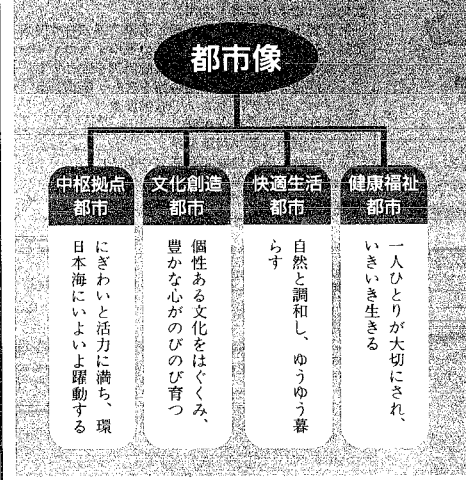 都市像
健康福祉
都市
一人ひとりが大切にされ、
いきいき生きる
快適生活
都市
自然と調和し、ゆうゆう暮
らす
文化創造
都市
個性ある文化をはぐくみ、
豊かな心がのびのび育つ
中枢拠点
都市
にぎわいと活力に満ち、環
日本海にいよいよ躍動する